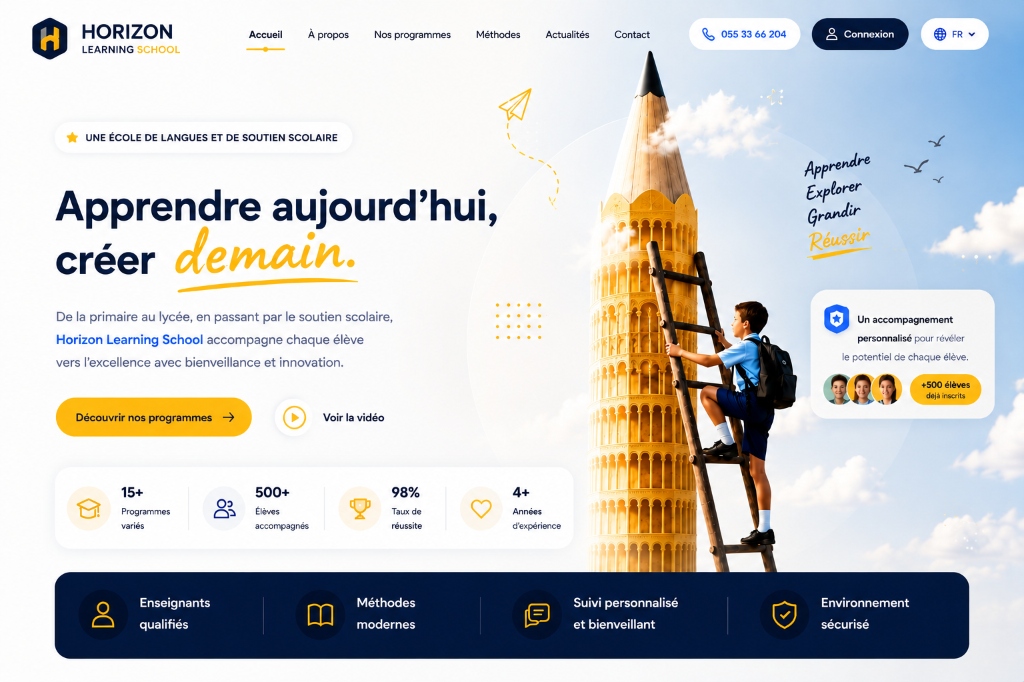 HORIZON
LEARNING SCHOOL
Accueil
À propos
Nos programmes
Méthodes
Actualités
Contact
055 33 66 204
Connexion
FR
UNE ÉCOLE DE LANGUES ET DE SOUTIEN SCOLAIRE
Apprendre aujourd'hui,
créer demain.
De la primaire au lycée, en passant par le soutien scolaire,
Horizon Learning School accompagne chaque élève
vers l'excellence avec bienveillance et innovation.
Découvrir nos programmes
Voir la vidéo
Apprendre
Explorer
Grandir
Réussir
Un accompagnement
personnalisé pour révéler
le potentiel de chaque élève.
+500 élèves
déjà inscrits
15+
Programmes
variés
500+
Élèves
accompagnés
98%
Taux de
réussite
4+
Années
d'expérience
Enseignants
qualifiés
Méthodes
modernes
Suivi personnalisé
et bienveillant
Environnement
sécurisé